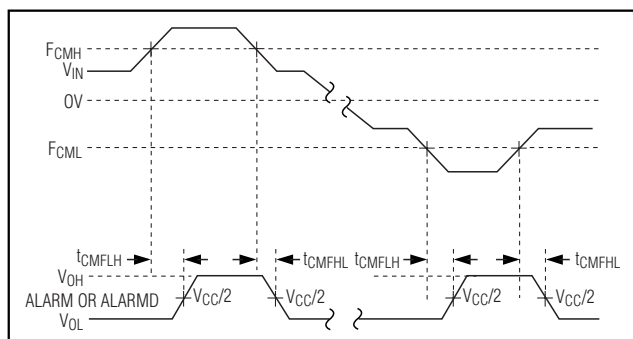 FCMH
VIN
0V
FCML
tCMFLH tCMFHL tCMFLH tCMFHL
VOH
ALARM OR ALARMD VCC/2 VCC/2 VCC/2 VCC/2
VOL